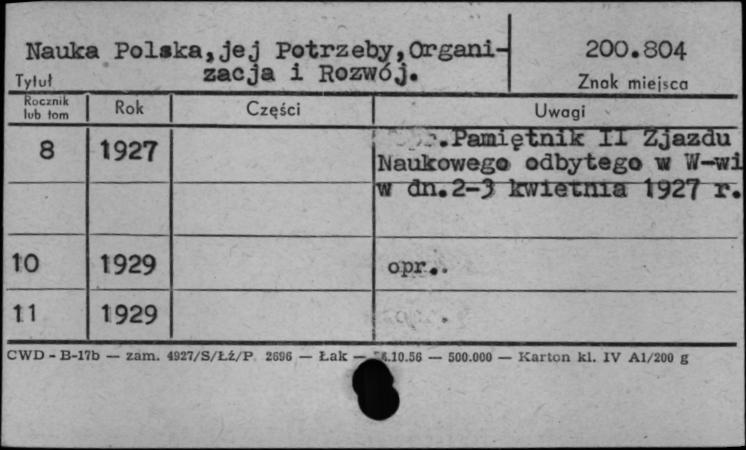 Nauka Polska,jej Potrzeby,Organi-
zacja i Rozwój.
Tytuł
200.804
Znak miejsca
Rocznik
lub tom
Rok
Części
Uwagi
8 1927 .Pamiętnik II Zjazdu
Naukowego odbytego w W-wi
w dn.2-3 kwietnia 1927 r.
10 1929 opr..
11 1929
CWD - B-17b — zam. 4927/S/Łż/P 2696 — Łak — .10.56 — 500.000 — Karton kl. IV A1/200 g